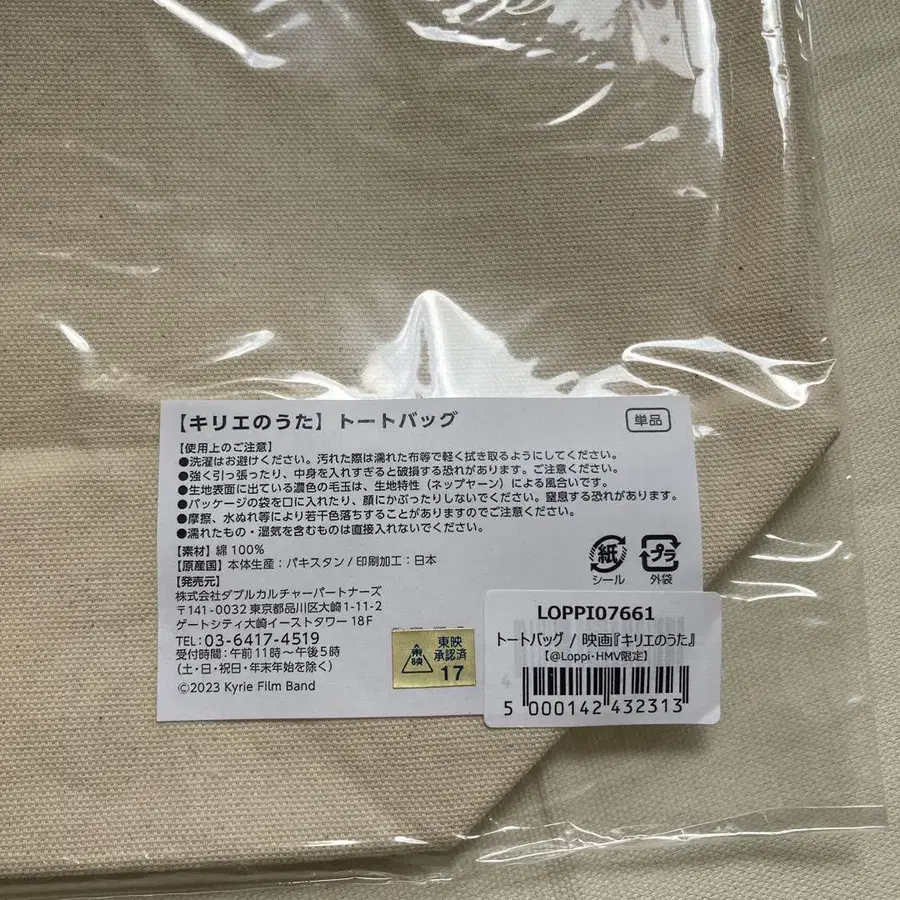 【キリエのうた】トートバッグ
単品
【使用上のご注意】
●洗濯はお避けください。汚れた際は濡れた布等で軽く拭き取るようにしてください。
●強く引っ張ったり、中身を入れすぎると破損する恐れがあります。ご注意ください。
●生地表面に出ている濃色の毛玉は、生地特性（ネップヤーン）による風合いです。
●パッケージの袋を口に入れたり、顔にかぶったりしないでください。窒息する恐れがあります。
●摩擦、水ぬれ等により若干色落ちすることがありますのでご注意ください。
●濡れたもの・湿気を含むものは直接入れないでください。
【素材】綿100%
【原産国】本体生産：パキスタン / 印刷加工：日本
【発売元】
株式会社ダブルカルチャーパートナーズ
〒141-0032 東京都品川区大崎1-11-2
ゲートシティ大崎イーストタワー 18F
TEL：03-6417-4519
受付時間：午前11時～午後5時
（土・日・祝日・年末年始を除く）
©2023 Kyrie Film Band
紙
シール
プラ
外袋
東映
東映
承認済
17
LOPPI07661
トートバッグ / 映画『キリエのうた』
【@Loppi・HMV限定】
5 000142 432313